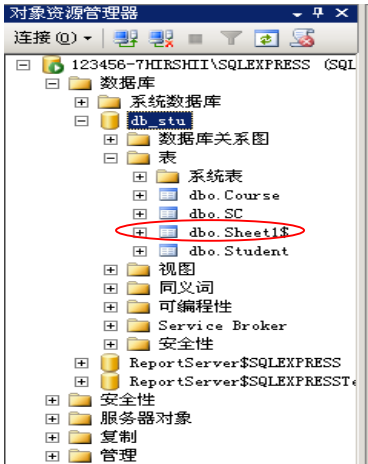 对象资源管理器
连接(O)
123456-7HIRSHII\SQLEXPRESS (SQL
数据库
系统数据库
db_stu
数据库关系图
表
系统表
dbo.Course
dbo.SC
dbo.Sheet1$
dbo.Student
视图
同义词
可编程性
Service Broker
安全性
ReportServer$SQLEXPRESS
ReportServer$SQLEXPRESSTe
安全性
服务器对象
复制
管理